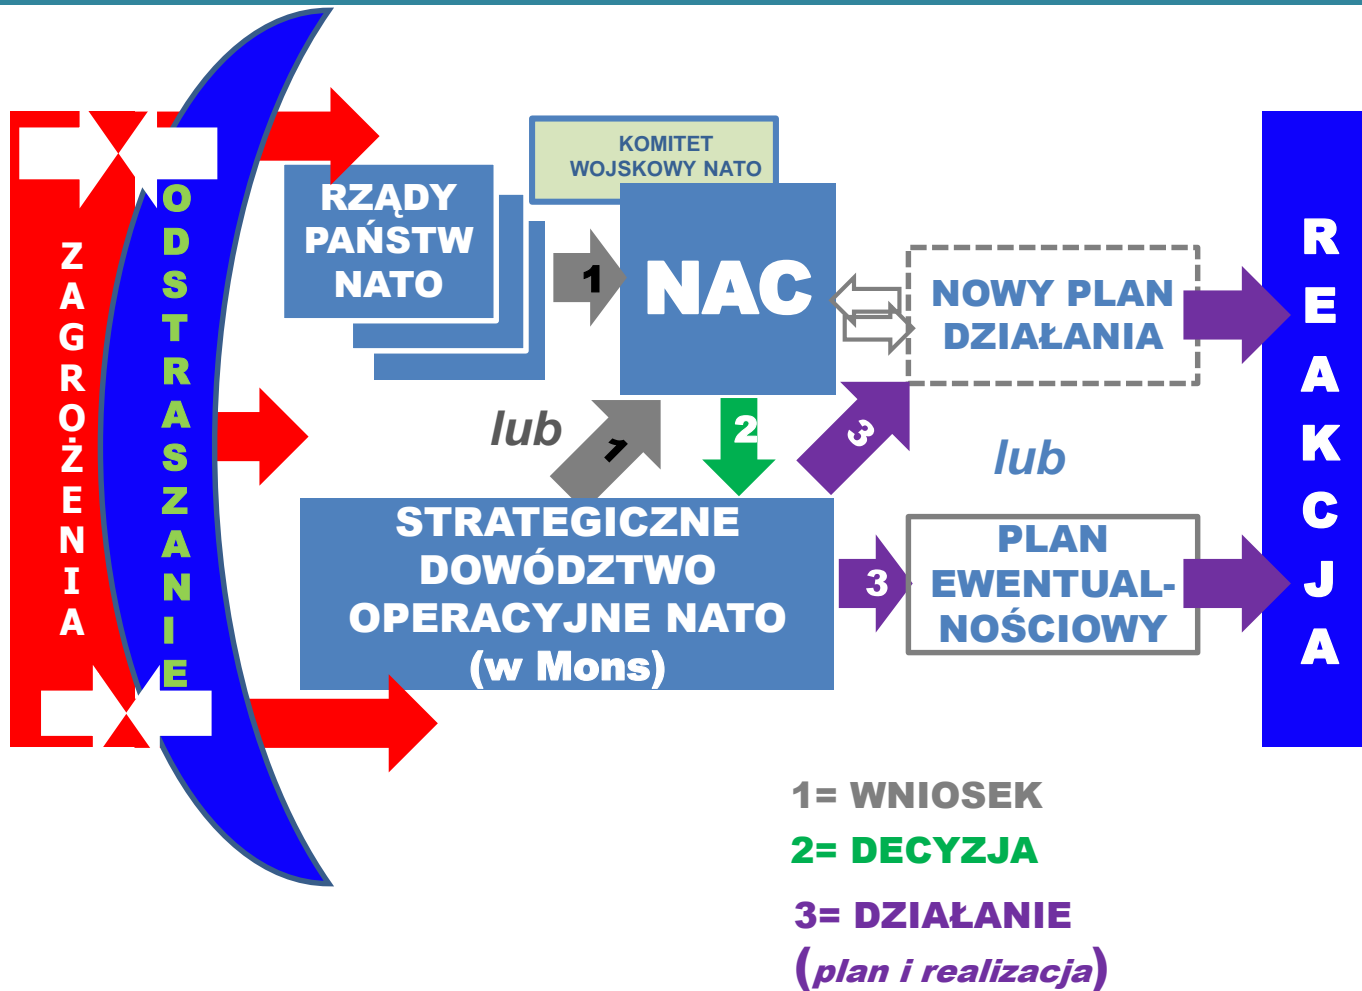 ZAGROŻENIA
ODSTRASZANIE
KOMITET
WOJSKOWY NATO
RZĄDY
PAŃSTW
NATO
1
NAC
NOWY PLAN
DZIAŁANIA
lub
1
2
3
lub
STRATEGICZNE
DOWÓDZTWO
OPERACYJNE NATO
(w Mons)
3
PLAN
EWENTUAL-
NOŚCIOWY
REAKCJA
1= WNIOSEK
2= DECYZJA
3= DZIAŁANIE
(plan i realizacja)